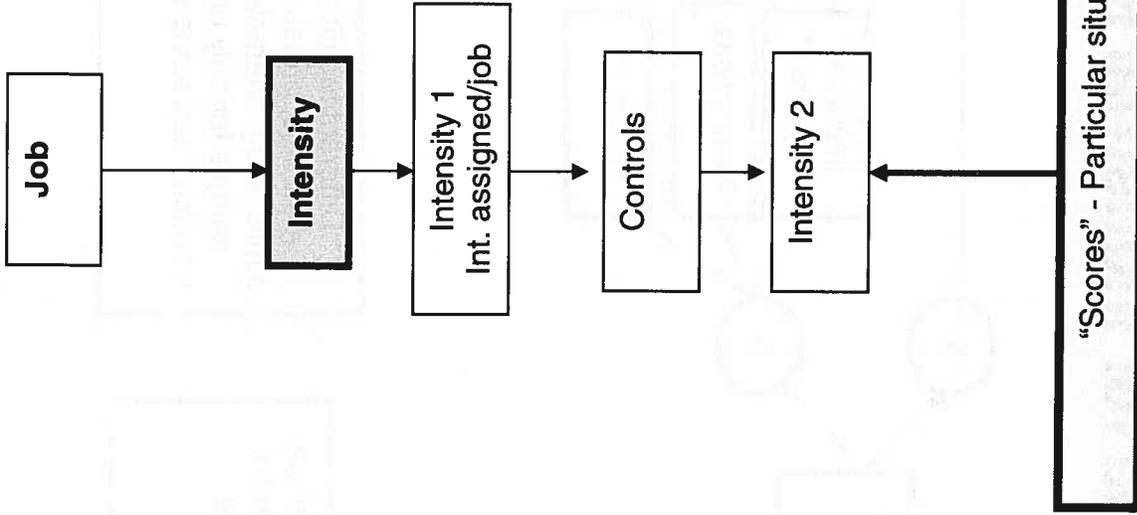 Job
Intensity
Intensity 1
Int. assigned/job
Controls
Intensity 2
"Scores" - Particular situ